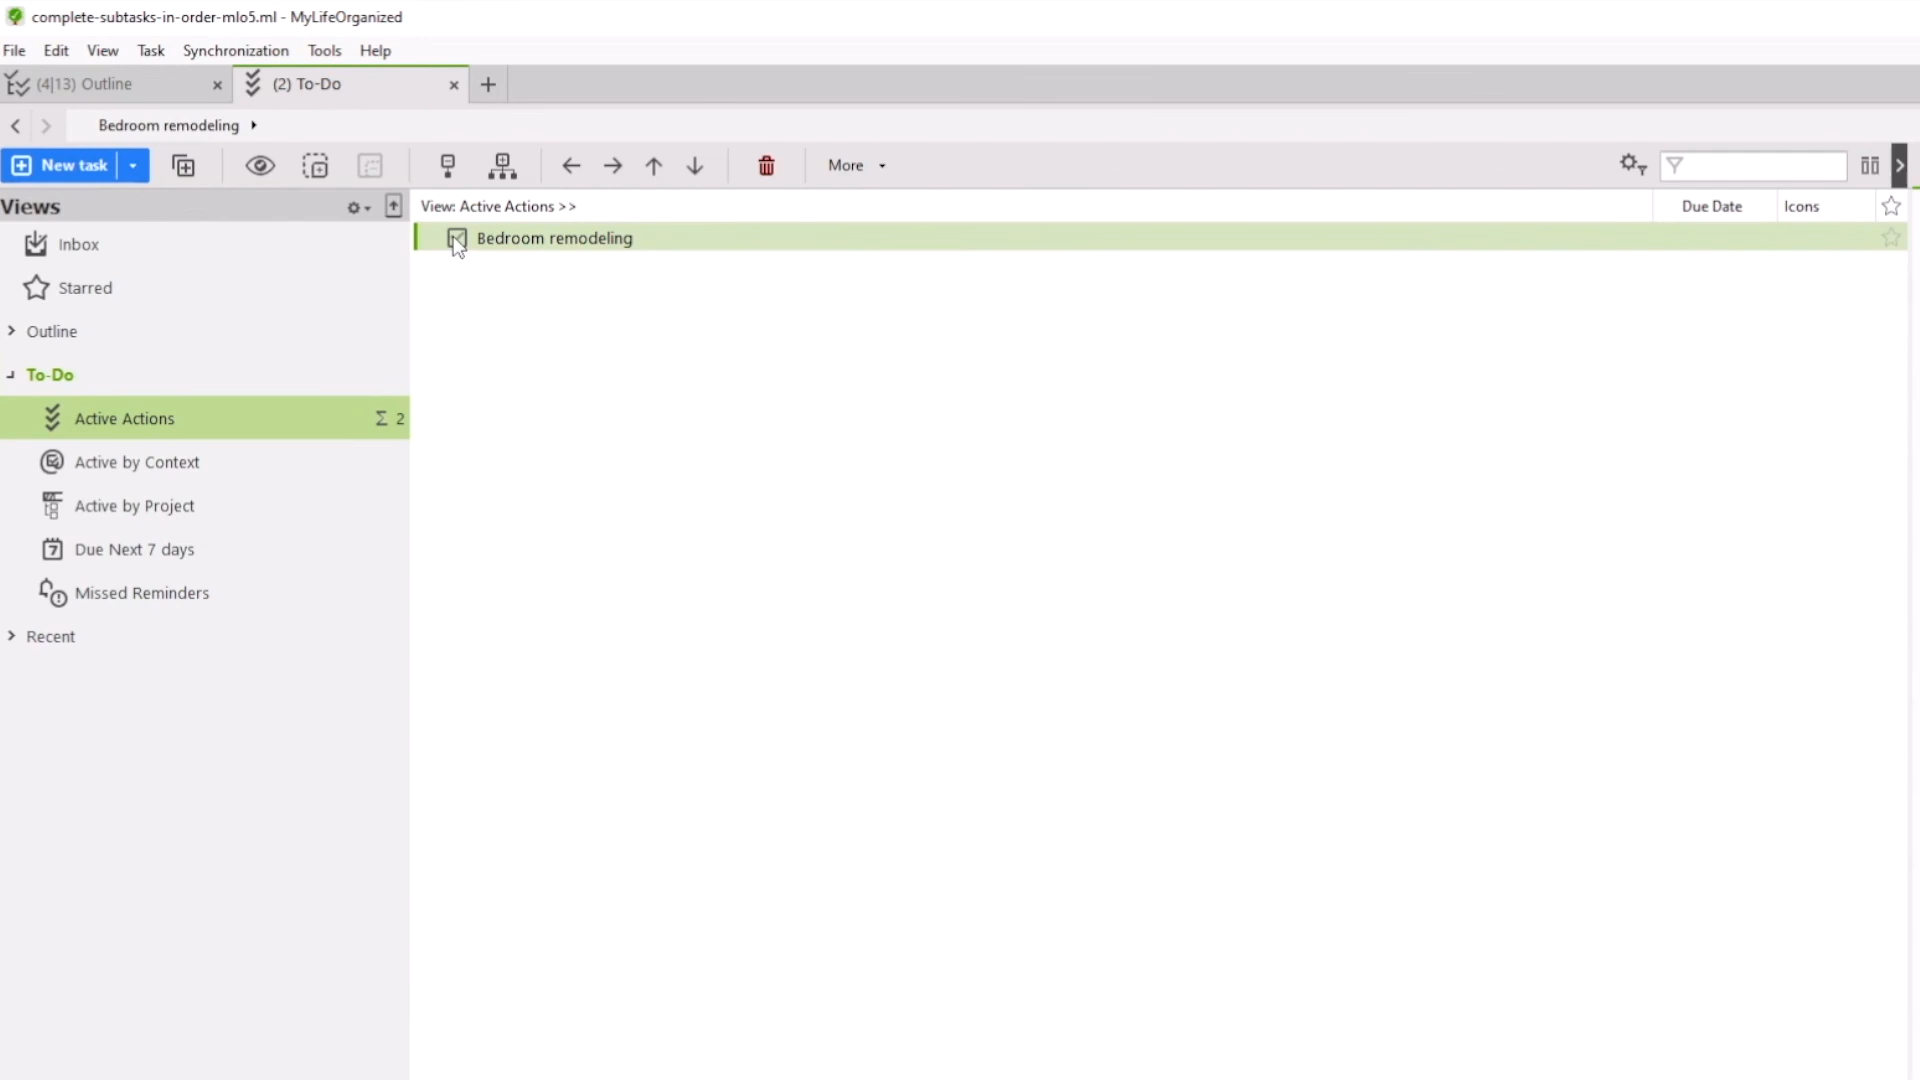 complete-subtasks-in-order-mlo5.ml - MyLifeOrganized
File Edit View Task Synchronization Tools Help
(4|13) Outline (2) To-Do
Bedroom remodeling
New task More
Views
View: Active Actions >> Due Date Icons
Inbox
Bedroom remodeling
Starred
Outline
To-Do
Active Actions Σ 2
Active by Context
Active by Project
7 Due Next 7 days
Missed Reminders
Recent